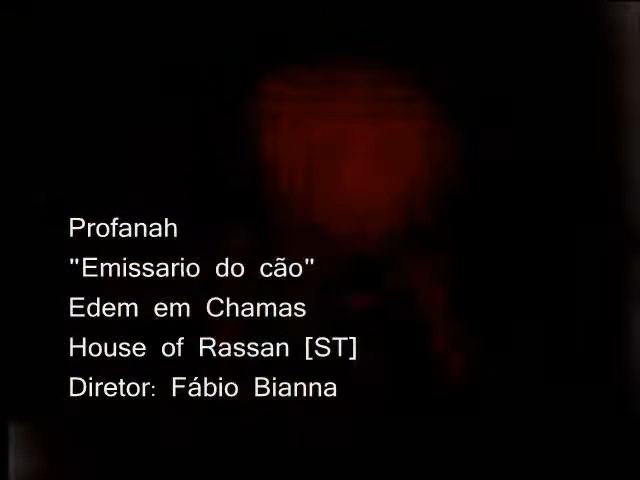 Profanah
"Emissario do cão"
Edem em Chamas
House of Rassan [ST]
Diretor: Fábio Bianna